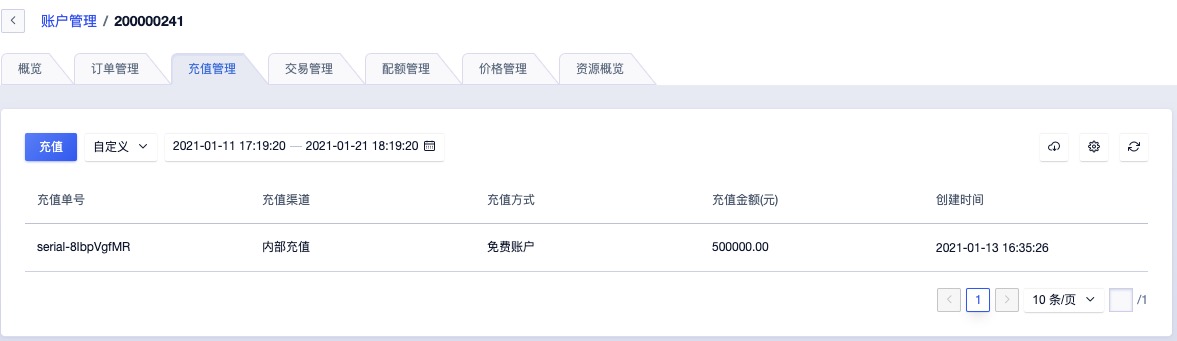 账户管理 / 200000241
概览 订单管理 充值管理 交易管理 配额管理 价格管理 资源概览
充值 自定义 2021-01-11 17:19:20 — 2021-01-21 18:19:20
充值单号 充值渠道 充值方式 充值金额(元) 创建时间
serial-8lbpVgfMR 内部充值 免费账户 500000.00 2021-01-13 16:35:26
1 10 条/页 /1